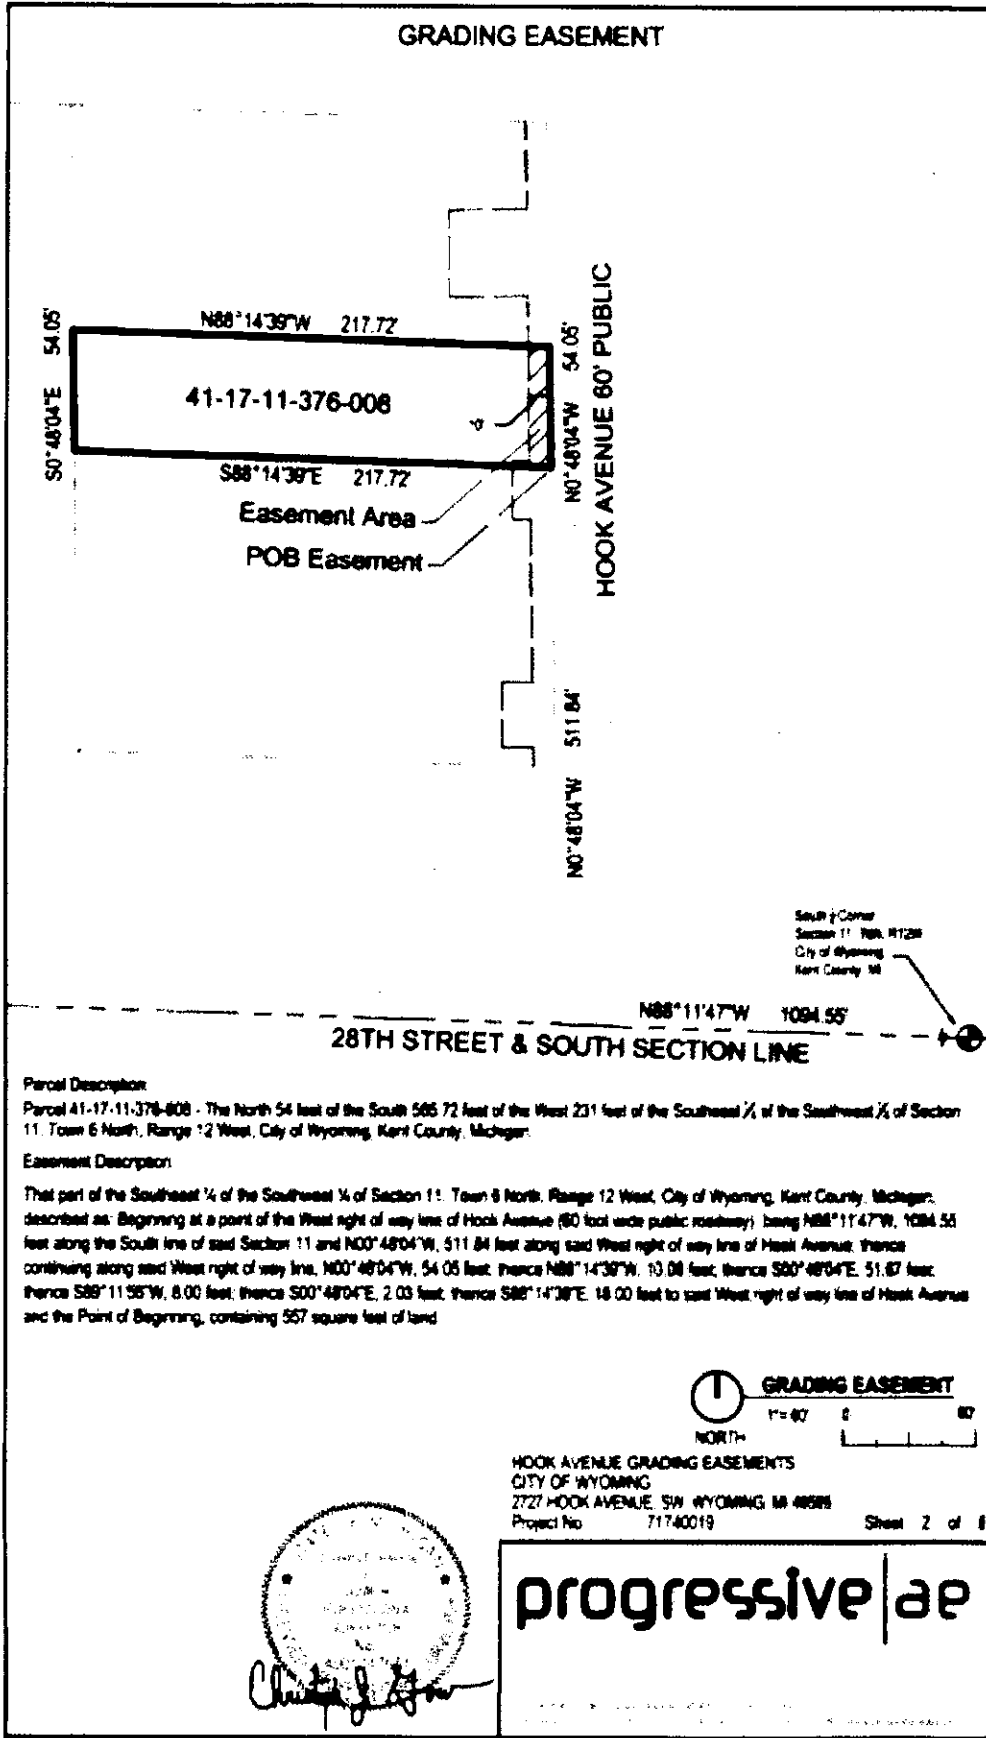 GRADING EASEMENT
N88°14'39"W 217.72'
S0°48'04"E 54.05'
41-17-11-376-008
N0°48'04"W 54.05'
HOOK AVENUE 60' PUBLIC
S88°14'39"E 217.72'
Easement Area
POB Easement
N0°48'04"W 511.84'
South ¼ Corner
Section 11, T6N, R12W
City of Wyoming
Kent County, MI
N88°11'47"W 1094.55'
28TH STREET & SOUTH SECTION LINE
Parcel Description
Parcel 41-17-11-376-008 - The North 54 feet of the South 565.72 feet of the West 231 feet of the Southeast ¼ of the Southwest ¼ of Section
11, Town 6 North, Range 12 West, City of Wyoming, Kent County, Michigan.
Easement Description
That part of the Southeast ¼ of the Southwest ¼ of Section 11, Town 6 North, Range 12 West, City of Wyoming, Kent County, Michigan,
described as: Beginning at a point of the West right of way line of Hook Avenue (60 foot wide public roadway) being N88°11'47"W, 1094.55
feet along the South line of said Section 11 and N00°48'04"W, 511.84 feet along said West right of way line of Hook Avenue; thence
continuing along said West right of way line, N00°48'04"W, 54.05 feet; thence N88°14'39"W, 10.00 feet; thence S00°48'04"E, 51.67 feet;
thence S89°11'56"W, 8.00 feet; thence S00°48'04"E, 2.03 feet; thence S88°14'39"E, 18.00 feet to said West right of way line of Hook Avenue
and the Point of Beginning, containing 557 square feet of land
GRADING EASEMENT
1"= 60' 0 60'
NORTH
HOOK AVENUE GRADING EASEMENTS
CITY OF WYOMING
2727 HOOK AVENUE, SW, WYOMING, MI 49509
Project No 71740019 Sheet 2 of
progressive|ae